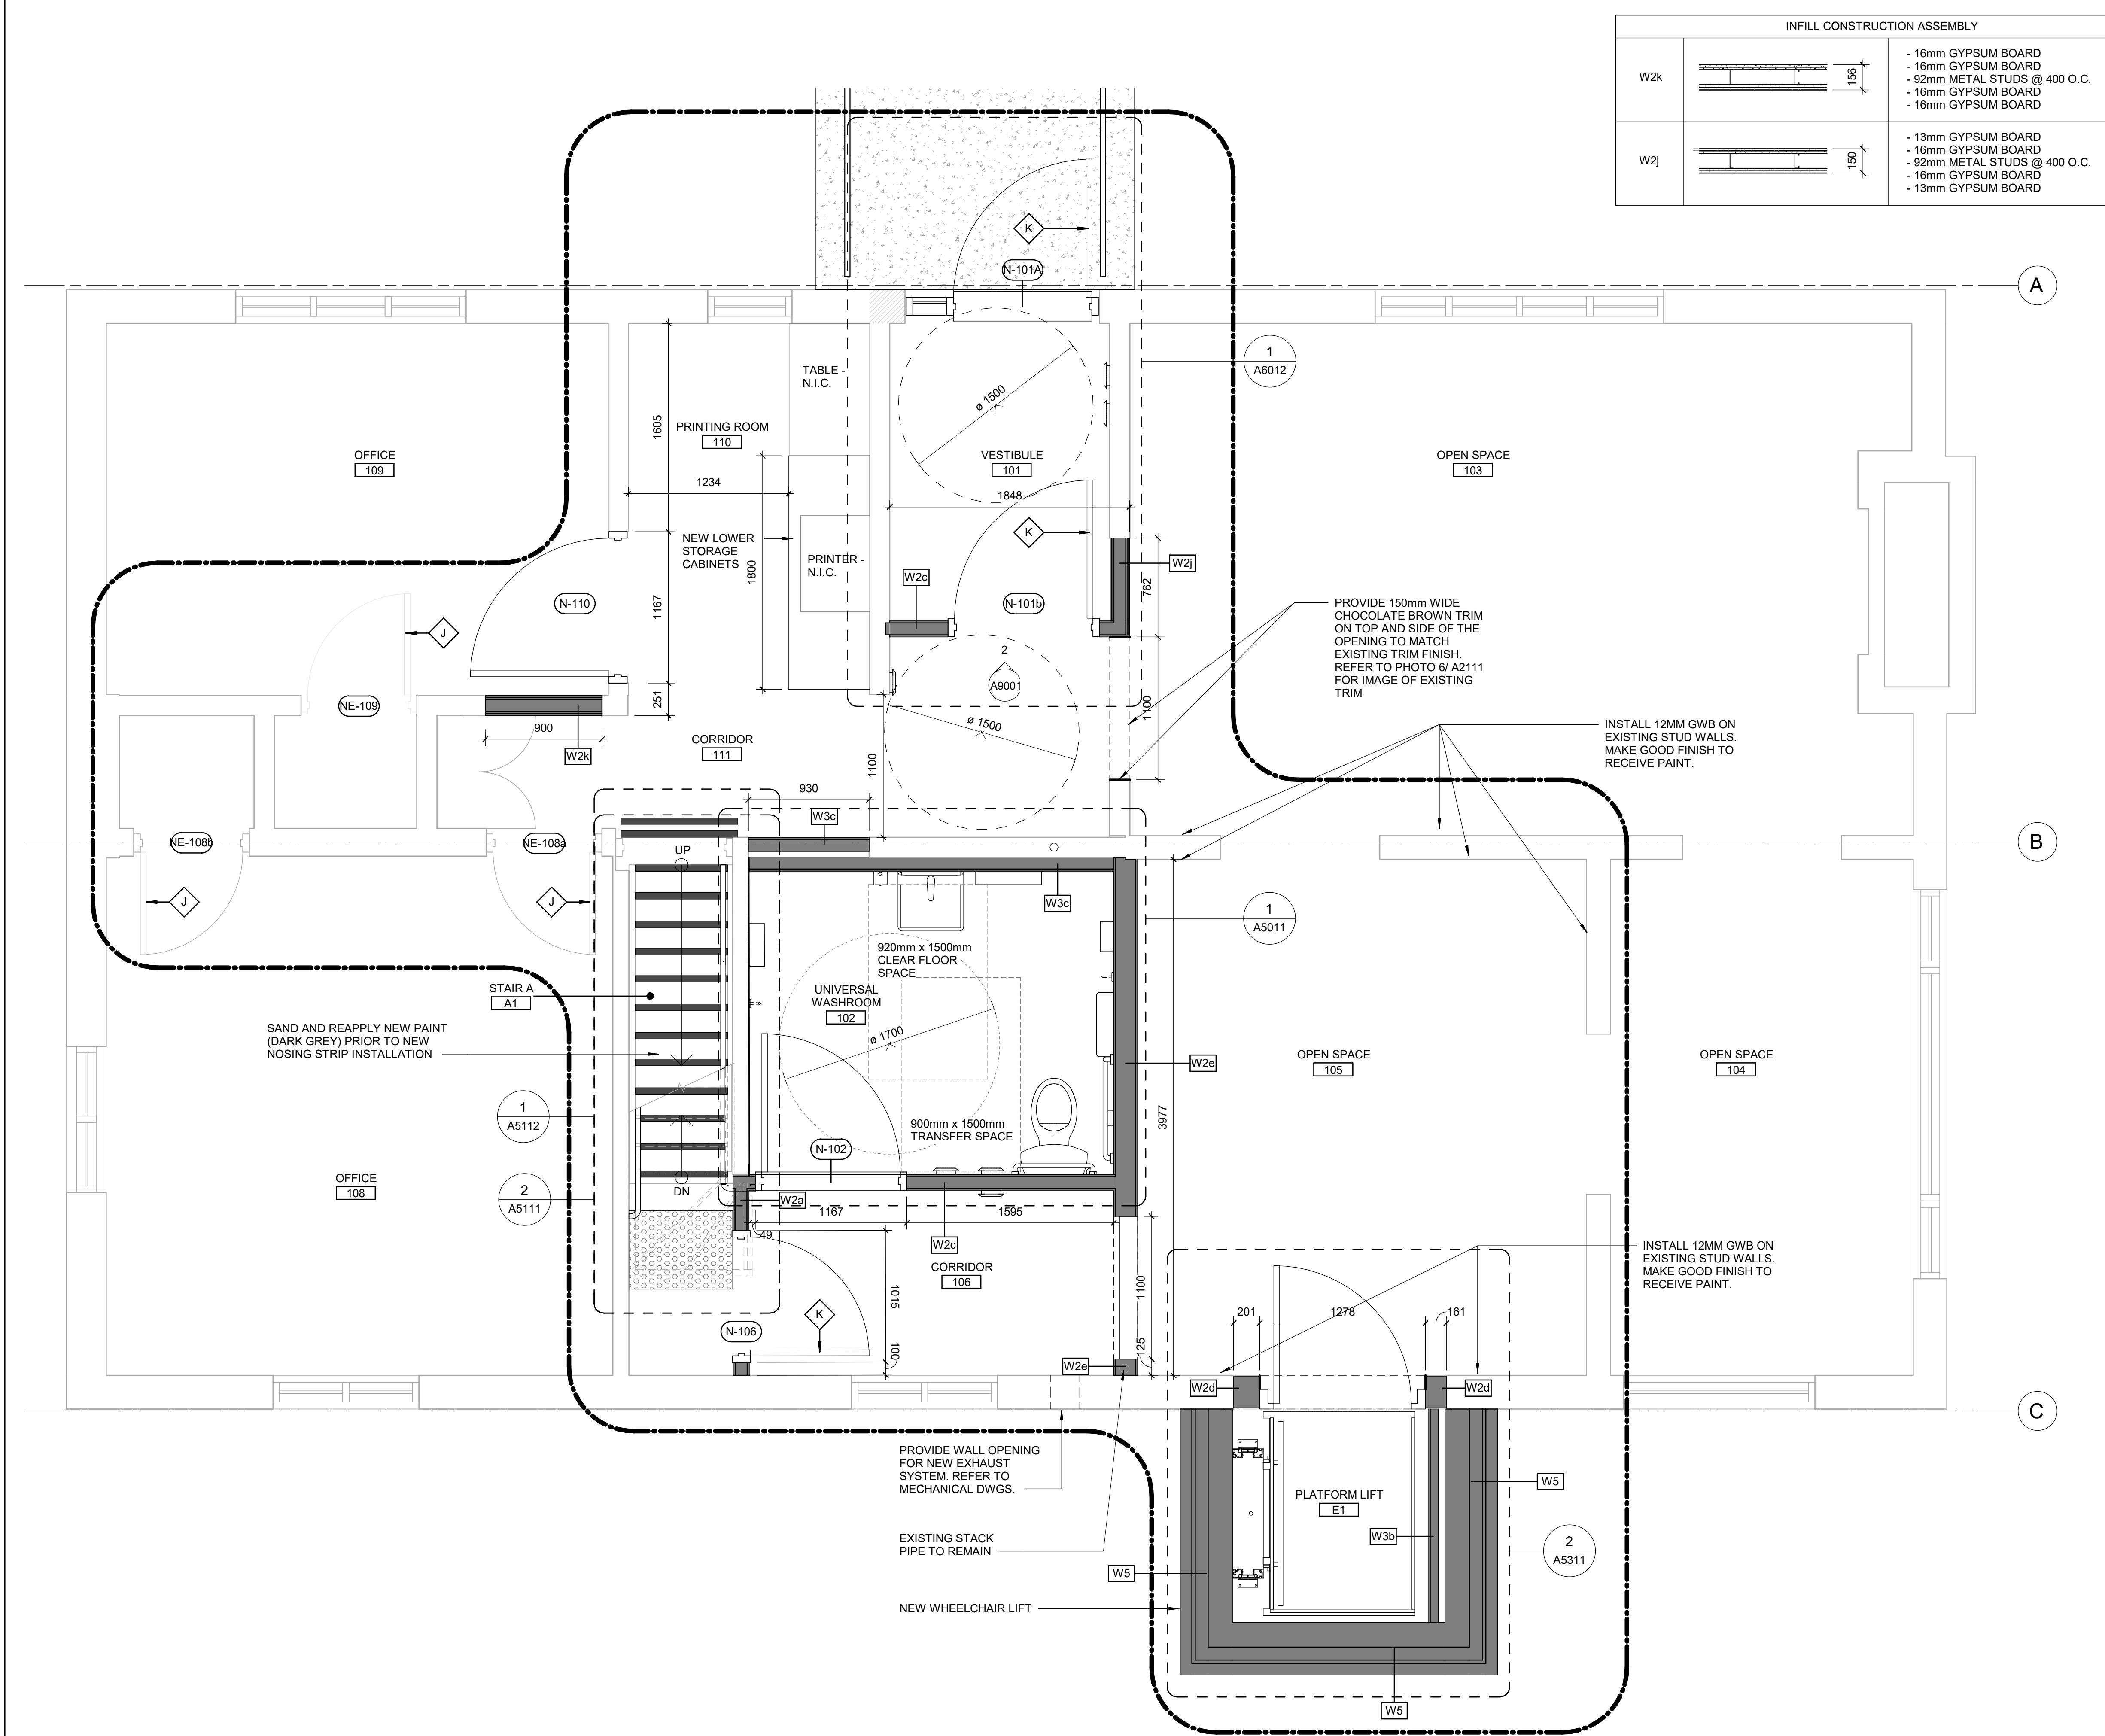 INFILL CONSTRUCTION ASSEMBLY
W2k
156
- 16mm GYPSUM BOARD
- 16mm GYPSUM BOARD
- 92mm METAL STUDS @ 400 O.C.
- 16mm GYPSUM BOARD
- 16mm GYPSUM BOARD
W2j
150
- 13mm GYPSUM BOARD
- 16mm GYPSUM BOARD
- 92mm METAL STUDS @ 400 O.C.
- 16mm GYPSUM BOARD
- 13mm GYPSUM BOARD
K
N-101A
A
1
A6012
TABLE -
N.I.C.
ø 1500
1605
PRINTING ROOM
110
OFFICE
109
VESTIBULE
101
OPEN SPACE
103
1234
1848
K
NEW LOWER
STORAGE
CABINETS
1800
PRINTER -
N.I.C.
W2c
W2j
762
N-110
1167
N-101b
J
PROVIDE 150mm WIDE
CHOCOLATE BROWN TRIM
ON TOP AND SIDE OF THE
OPENING TO MATCH
EXISTING TRIM FINISH.
REFER TO PHOTO 6/ A2111
FOR IMAGE OF EXISTING
TRIM
2
A9001
1100
NE-109
251
900
W2k
ø 1500
CORRIDOR
111
1100
INSTALL 12MM GWB ON
EXISTING STUD WALLS.
MAKE GOOD FINISH TO
RECEIVE PAINT.
930
W3c
NE-108b
NE-108a
UP
B
J
J
W3c
1
A5011
920mm x 1500mm
CLEAR FLOOR
SPACE
STAIR A
A1
UNIVERSAL
WASHROOM
102
ø 1700
SAND AND REAPPLY NEW PAINT
(DARK GREY) PRIOR TO NEW
NOSING STRIP INSTALLATION
W2e
OPEN SPACE
105
OPEN SPACE
104
1
A5112
3977
900mm x 1500mm
TRANSFER SPACE
N-102
OFFICE
108
2
A5111
DN
W2a
1167
1595
49
W2c
CORRIDOR
106
1015
1100
INSTALL 12MM GWB ON
EXISTING STUD WALLS.
MAKE GOOD FINISH TO
RECEIVE PAINT.
201
1278
161
K
N-106
100
125
W2e
W2d
W2d
C
PROVIDE WALL OPENING
FOR NEW EXHAUST
SYSTEM. REFER TO
MECHANICAL DWGS.
W5
PLATFORM LIFT
E1
W3b
EXISTING STACK
PIPE TO REMAIN
2
A5311
W5
NEW WHEELCHAIR LIFT
W5